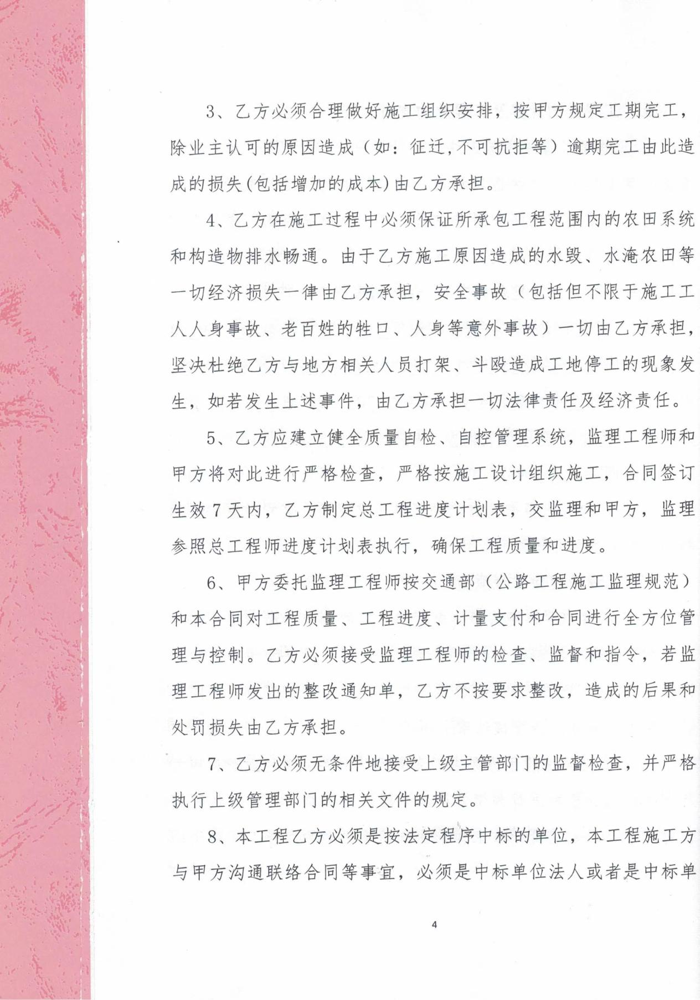 3、乙方必须合理做好施工组织安排，按甲方规定工期完工，
除业主认可的原因造成（如：征迁,不可抗拒等）逾期完工由此造
成的损失(包括增加的成本)由乙方承担。
4、乙方在施工过程中必须保证所承包工程范围内的农田系统
和构造物排水畅通。由于乙方施工原因造成的水毁、水淹农田等
一切经济损失一律由乙方承担，安全事故（包括但不限于施工工
人人身事故、老百姓的牲口、人身等意外事故）一切由乙方承担，
坚决杜绝乙方与地方相关人员打架、斗殴造成工地停工的现象发
生，如若发生上述事件，由乙方承担一切法律责任及经济责任。
5、乙方应建立健全质量自检、自控管理系统，监理工程师和
甲方将对此进行严格检查，严格按施工设计组织施工，合同签订
生效7天内，乙方制定总工程进度计划表，交监理和甲方，监理
参照总工程师进度计划表执行，确保工程质量和进度。
6、甲方委托监理工程师按交通部（公路工程施工监理规范）
和本合同对工程质量、工程进度、计量支付和合同进行全方位管
理与控制。乙方必须接受监理工程师的检查、监督和指令，若监
理工程师发出的整改通知单，乙方不按要求整改，造成的后果和
处罚损失由乙方承担。
7、乙方必须无条件地接受上级主管部门的监督检查，并严格
执行上级管理部门的相关文件的规定。
8、本工程乙方必须是按法定程序中标的单位，本工程施工方
与甲方沟通联络合同等事宜，必须是中标单位法人或者是中标单
4